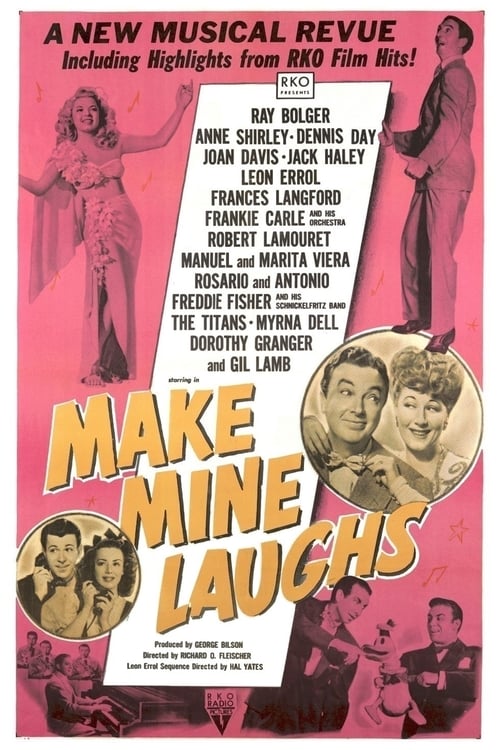 A NEW MUSICAL REVUE
Including Highlights from RKO Film Hits!
RKO
PRESENTS
RAY BOLGER
ANNE SHIRLEY · DENNIS DAY
JOAN DAVIS · JACK HALEY
LEON ERROL
FRANCES LANGFORD
FRANKIE CARLE AND HIS ORCHESTRA
ROBERT LAMOURET
MANUEL and MARITA VIERA
ROSARIO and ANTONIO
FREDDIE FISHER AND HIS SCHNICKELFRITZ BAND
THE TITANS · MYRNA DELL
DOROTHY GRANGER
and GIL LAMB
starring in
MAKE
MINE
LAUGHS
Produced by GEORGE BILSON
Directed by RICHARD O. FLEISCHER
Leon Errol Sequence Directed by HAL YATES
RKO
RADIO
PICTURES